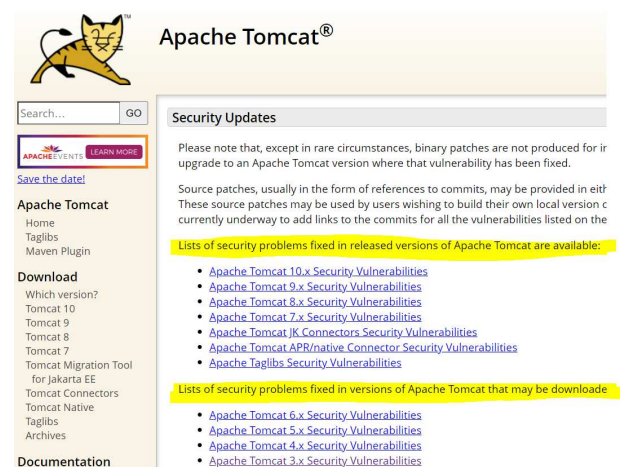 TM
Apache Tomcat®
Search...
GO
APACHEEVENTS
LEARN MORE
Save the date!
Apache Tomcat
Home
Taglibs
Maven Plugin
Download
Which version?
Tomcat 10
Tomcat 9
Tomcat 8
Tomcat 7
Tomcat Migration Tool
for Jakarta EE
Tomcat Connectors
Tomcat Native
Taglibs
Archives
Documentation
Security Updates
Please note that, except in rare circumstances, binary patches are not produced for ir
upgrade to an Apache Tomcat version where that vulnerability has been fixed.
Source patches, usually in the form of references to commits, may be provided in eith
These source patches may be used by users wishing to build their own local version c
currently underway to add links to the commits for all the vulnerabilities listed on the
Lists of security problems fixed in released versions of Apache Tomcat are available:
• Apache Tomcat 10.x Security Vulnerabilities
• Apache Tomcat 9.x Security Vulnerabilities
• Apache Tomcat 8.x Security Vulnerabilities
• Apache Tomcat 7.x Security Vulnerabilities
• Apache Tomcat JK Connectors Security Vulnerabilities
• Apache Tomcat APR/native Connector Security Vulnerabilities
• Apache Taglibs Security Vulnerabilities
Lists of security problems fixed in versions of Apache Tomcat that may be downloade
• Apache Tomcat 6.x Security Vulnerabilities
• Apache Tomcat 5.x Security Vulnerabilities
• Apache Tomcat 4.x Security Vulnerabilities
• Apache Tomcat 3.x Security Vulnerabilities